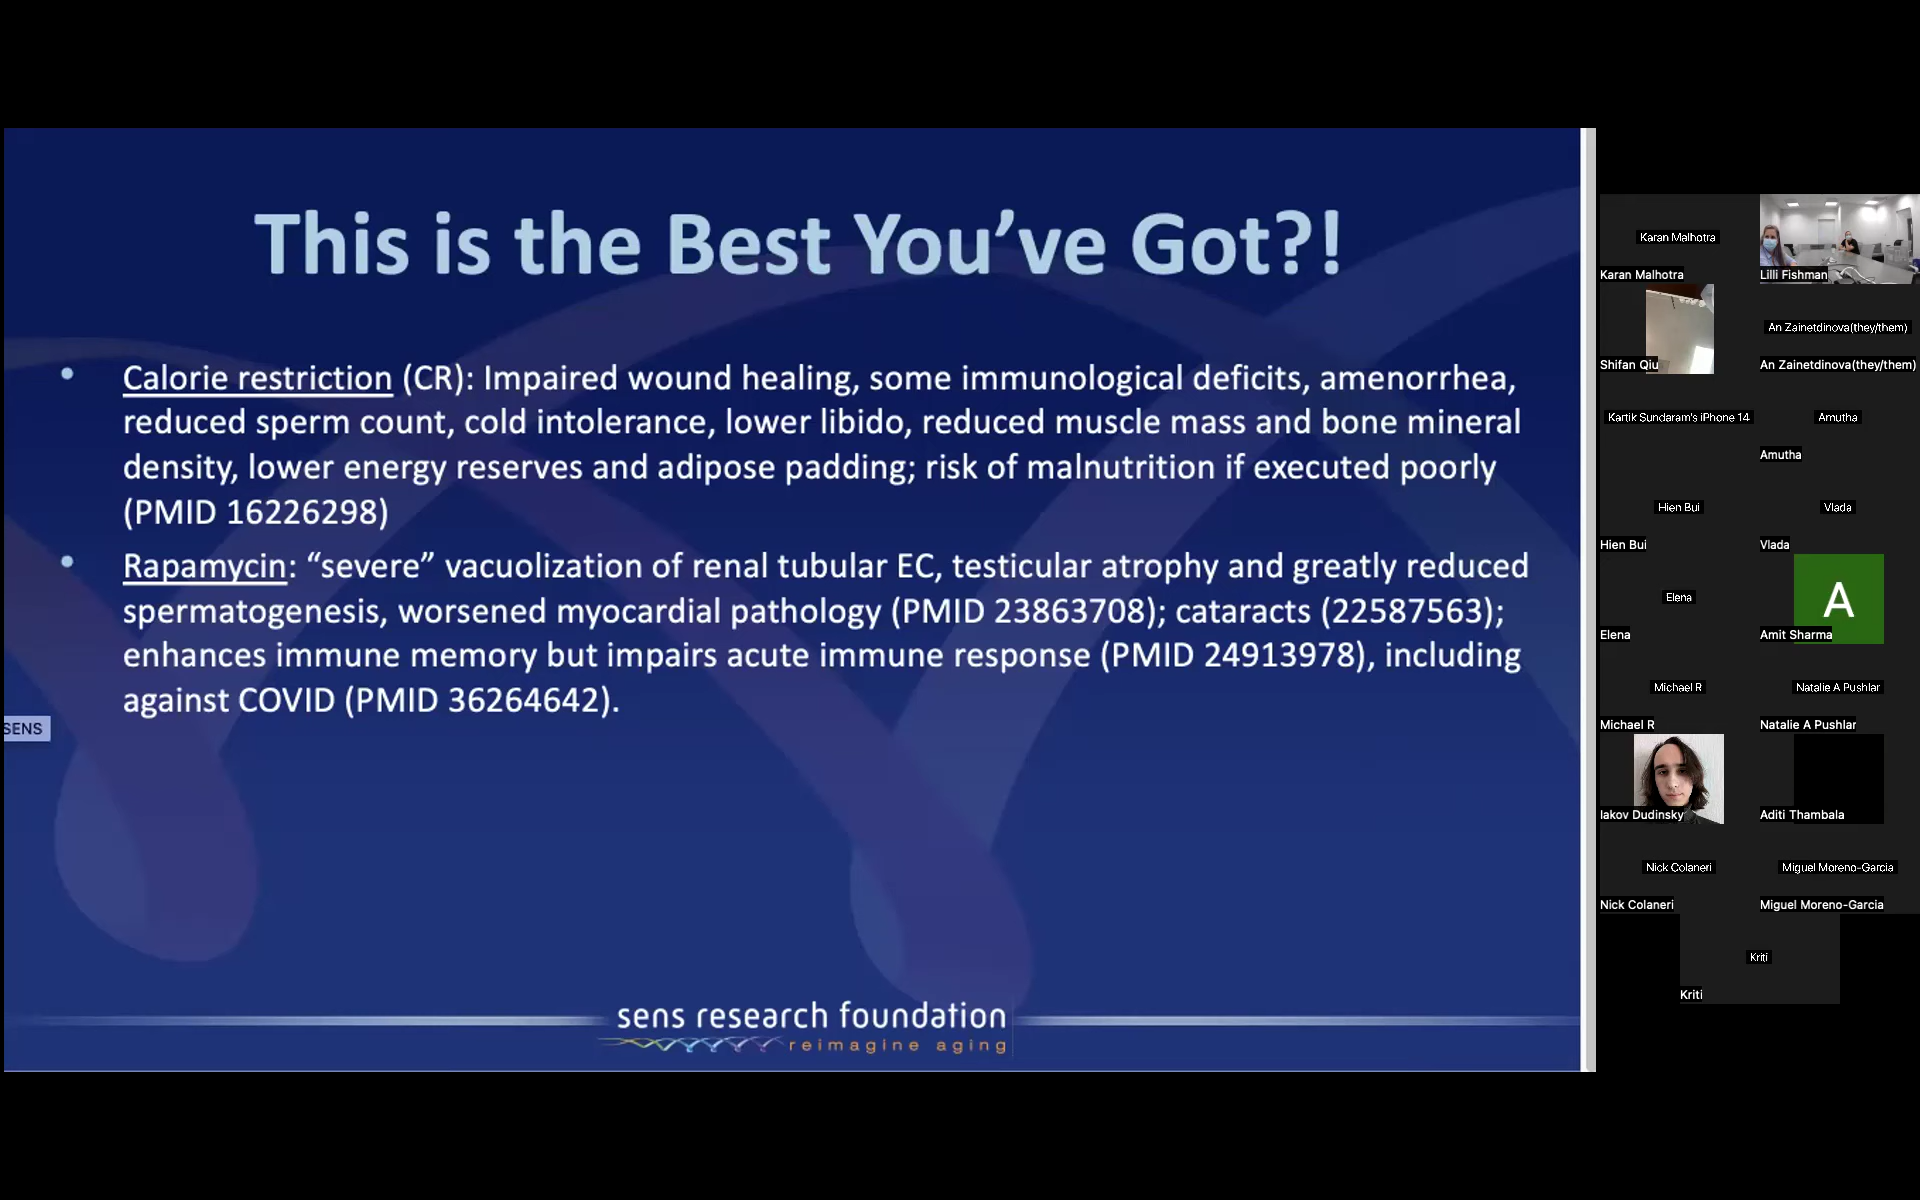 This is the Best You've Got?!
• Calorie restriction (CR): Impaired wound healing, some immunological deficits, amenorrhea,
reduced sperm count, cold intolerance, lower libido, reduced muscle mass and bone mineral
density, lower energy reserves and adipose padding; risk of malnutrition if executed poorly
(PMID 16226298)
• Rapamycin: “severe” vacuolization of renal tubular EC, testicular atrophy and greatly reduced
spermatogenesis, worsened myocardial pathology (PMID 23863708); cataracts (22587563);
enhances immune memory but impairs acute immune response (PMID 24913978), including
against COVID (PMID 36264642).
SENS
sens research foundation
reimagine aging
Karan Malhotra
Karan Malhotra
Lilli Fishman
Shifan Qiu
An Zainetdinova(they/them)
An Zainetdinova(they/them)
Kartik Sundaram's iPhone 14
Amutha
Amutha
Hien Bui
Hien Bui
Vlada
Vlada
Elena
Elena
A
Amit Sharma
Michael R
Michael R
Natalie A Pushlar
Natalie A Pushlar
Iakov Dudinsky
Aditi Thambala
Nick Colaneri
Nick Colaneri
Miguel Moreno-Garcia
Miguel Moreno-Garcia
Kriti
Kriti